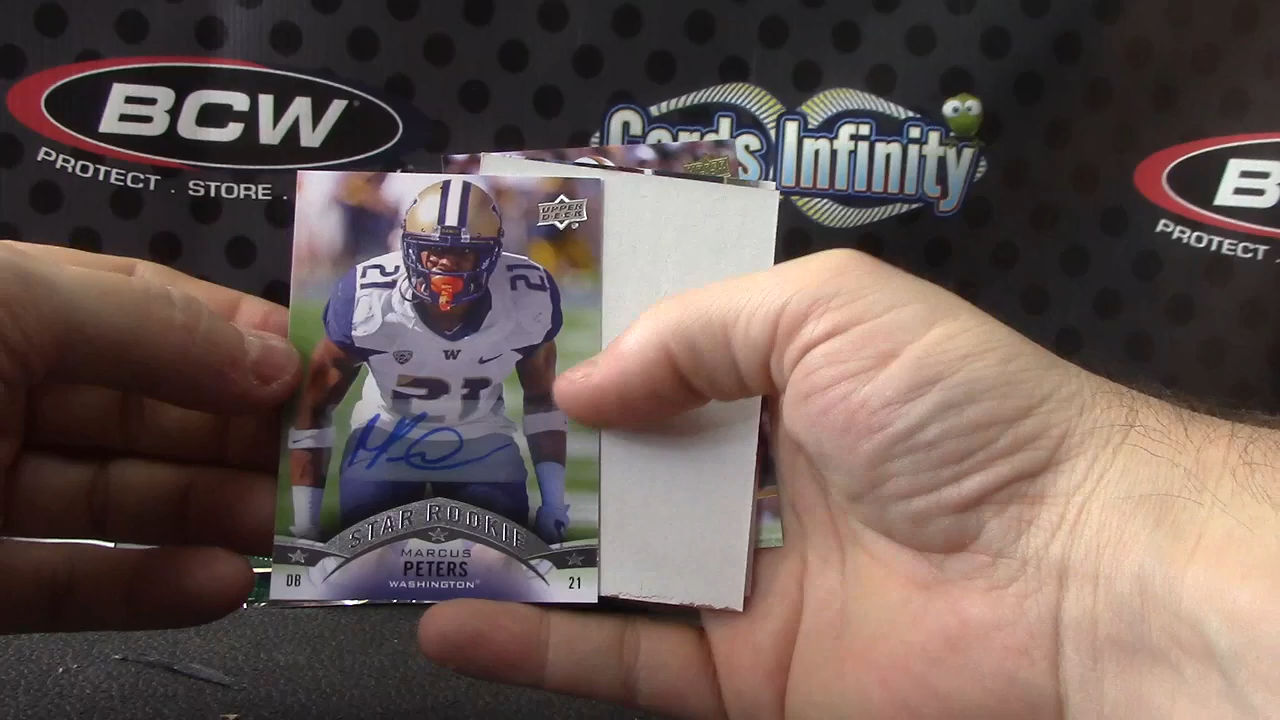 BCW
PROTECT . STORE .
Cards Infinity
B
PROTECT
UPPER
DECK
21
21
W
21
STAR ROOKIE
MARCUS
PETERS
WASHINGTON
DB
21